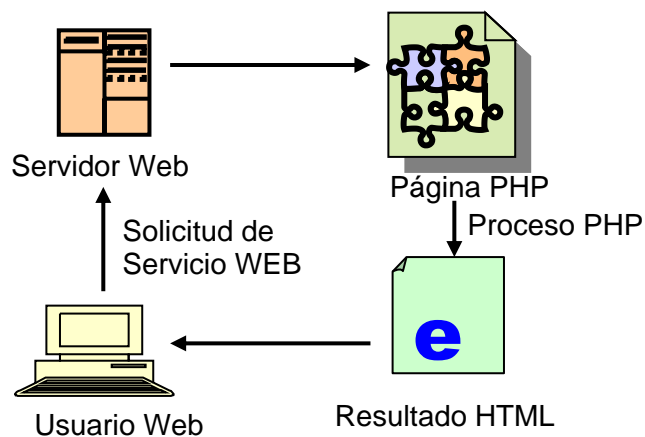 Servidor Web
Página PHP
Solicitud de
Servicio WEB
Proceso PHP
e
Usuario Web
Resultado HTML